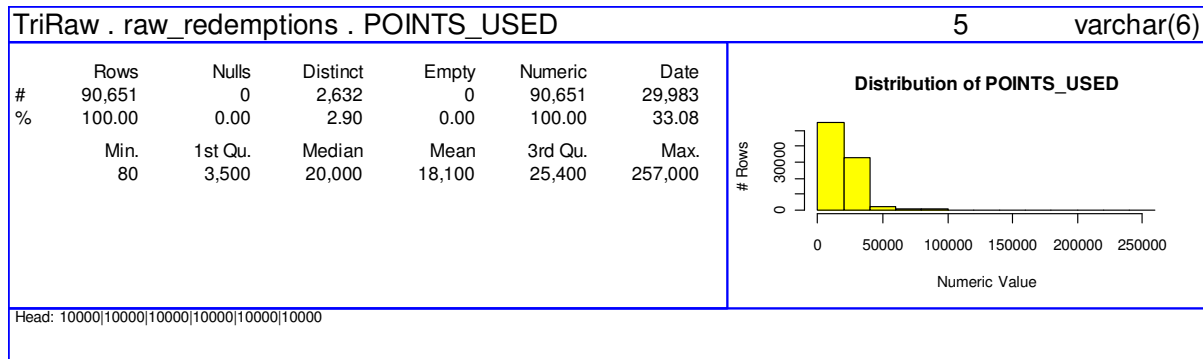 TriRaw . raw_redemptions . POINTS_USED 5 varchar(6)
Rows Nulls Distinct Empty Numeric Date
# 90,651 0 2,632 0 90,651 29,983
% 100.00 0.00 2.90 0.00 100.00 33.08
Min. 1st Qu. Median Mean 3rd Qu. Max.
80 3,500 20,000 18,100 25,400 257,000
Distribution of POINTS_USED
# Rows
0 30000
0 50000 100000 150000 200000 250000
Numeric Value
Head: 10000|10000|10000|10000|10000|10000